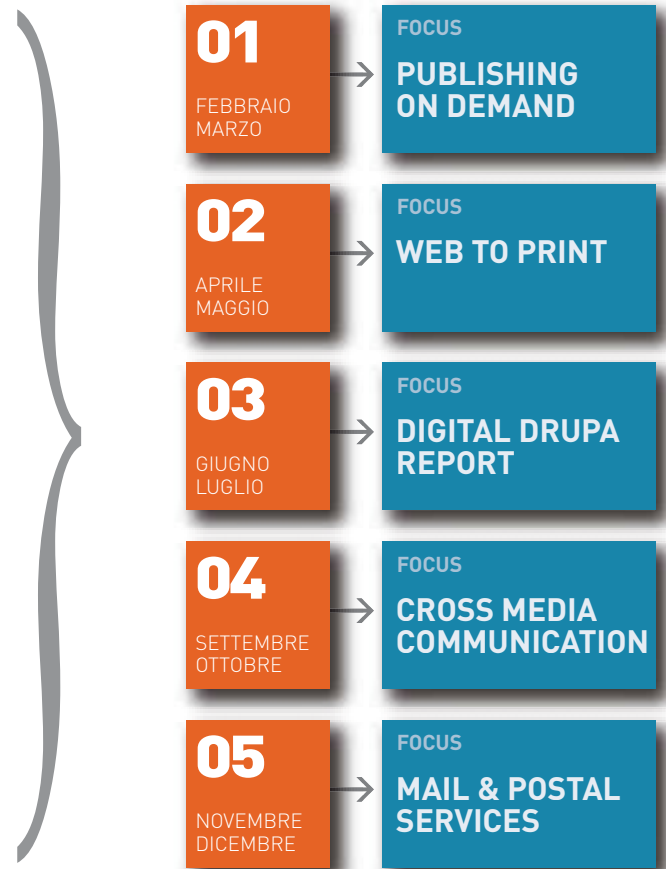 01
FEBBRAIO
MARZO
FOCUS
PUBLISHING
ON DEMAND
02
APRILE
MAGGIO
FOCUS
WEB TO PRINT
03
GIUGNO
LUGLIO
FOCUS
DIGITAL DRUPA
REPORT
04
SETTEMBRE
OTTOBRE
FOCUS
CROSS MEDIA
COMMUNICATION
05
NOVEMBRE
DICEMBRE
FOCUS
MAIL & POSTAL
SERVICES